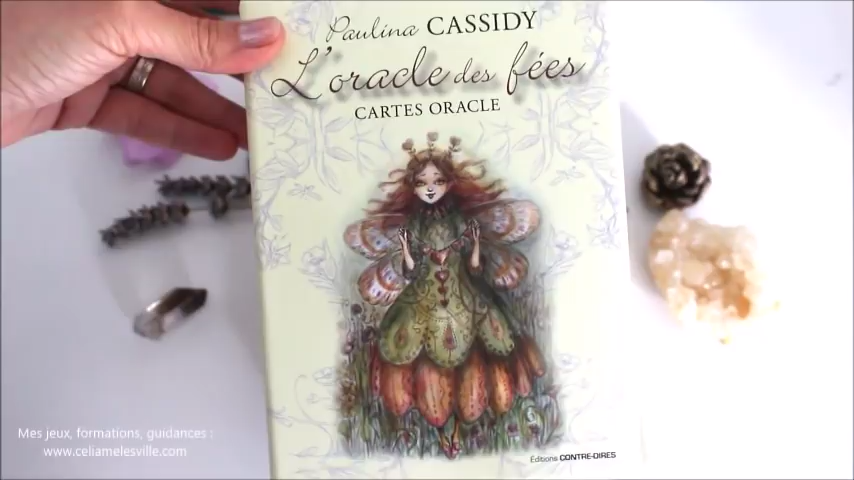 Paulina CASSIDY
L'oracle des fées
CARTES ORACLE
Éditions CONTRE-DIRES
Mes jeux, formations, guidances :
www.celiamelesville.com